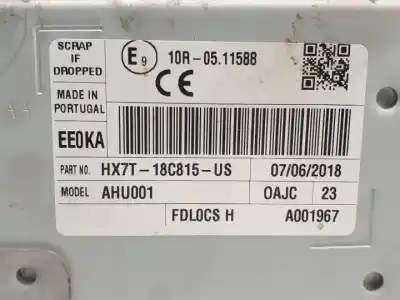 SCRAP
IF
DROPPED
E9
10R-05.11588
CE
MADE IN
PORTUGAL
EE0KA
PART NO. HX7T-18C815-US 07/06/2018
MODEL AHU001 OAJC 23
FDLOCS H A001967